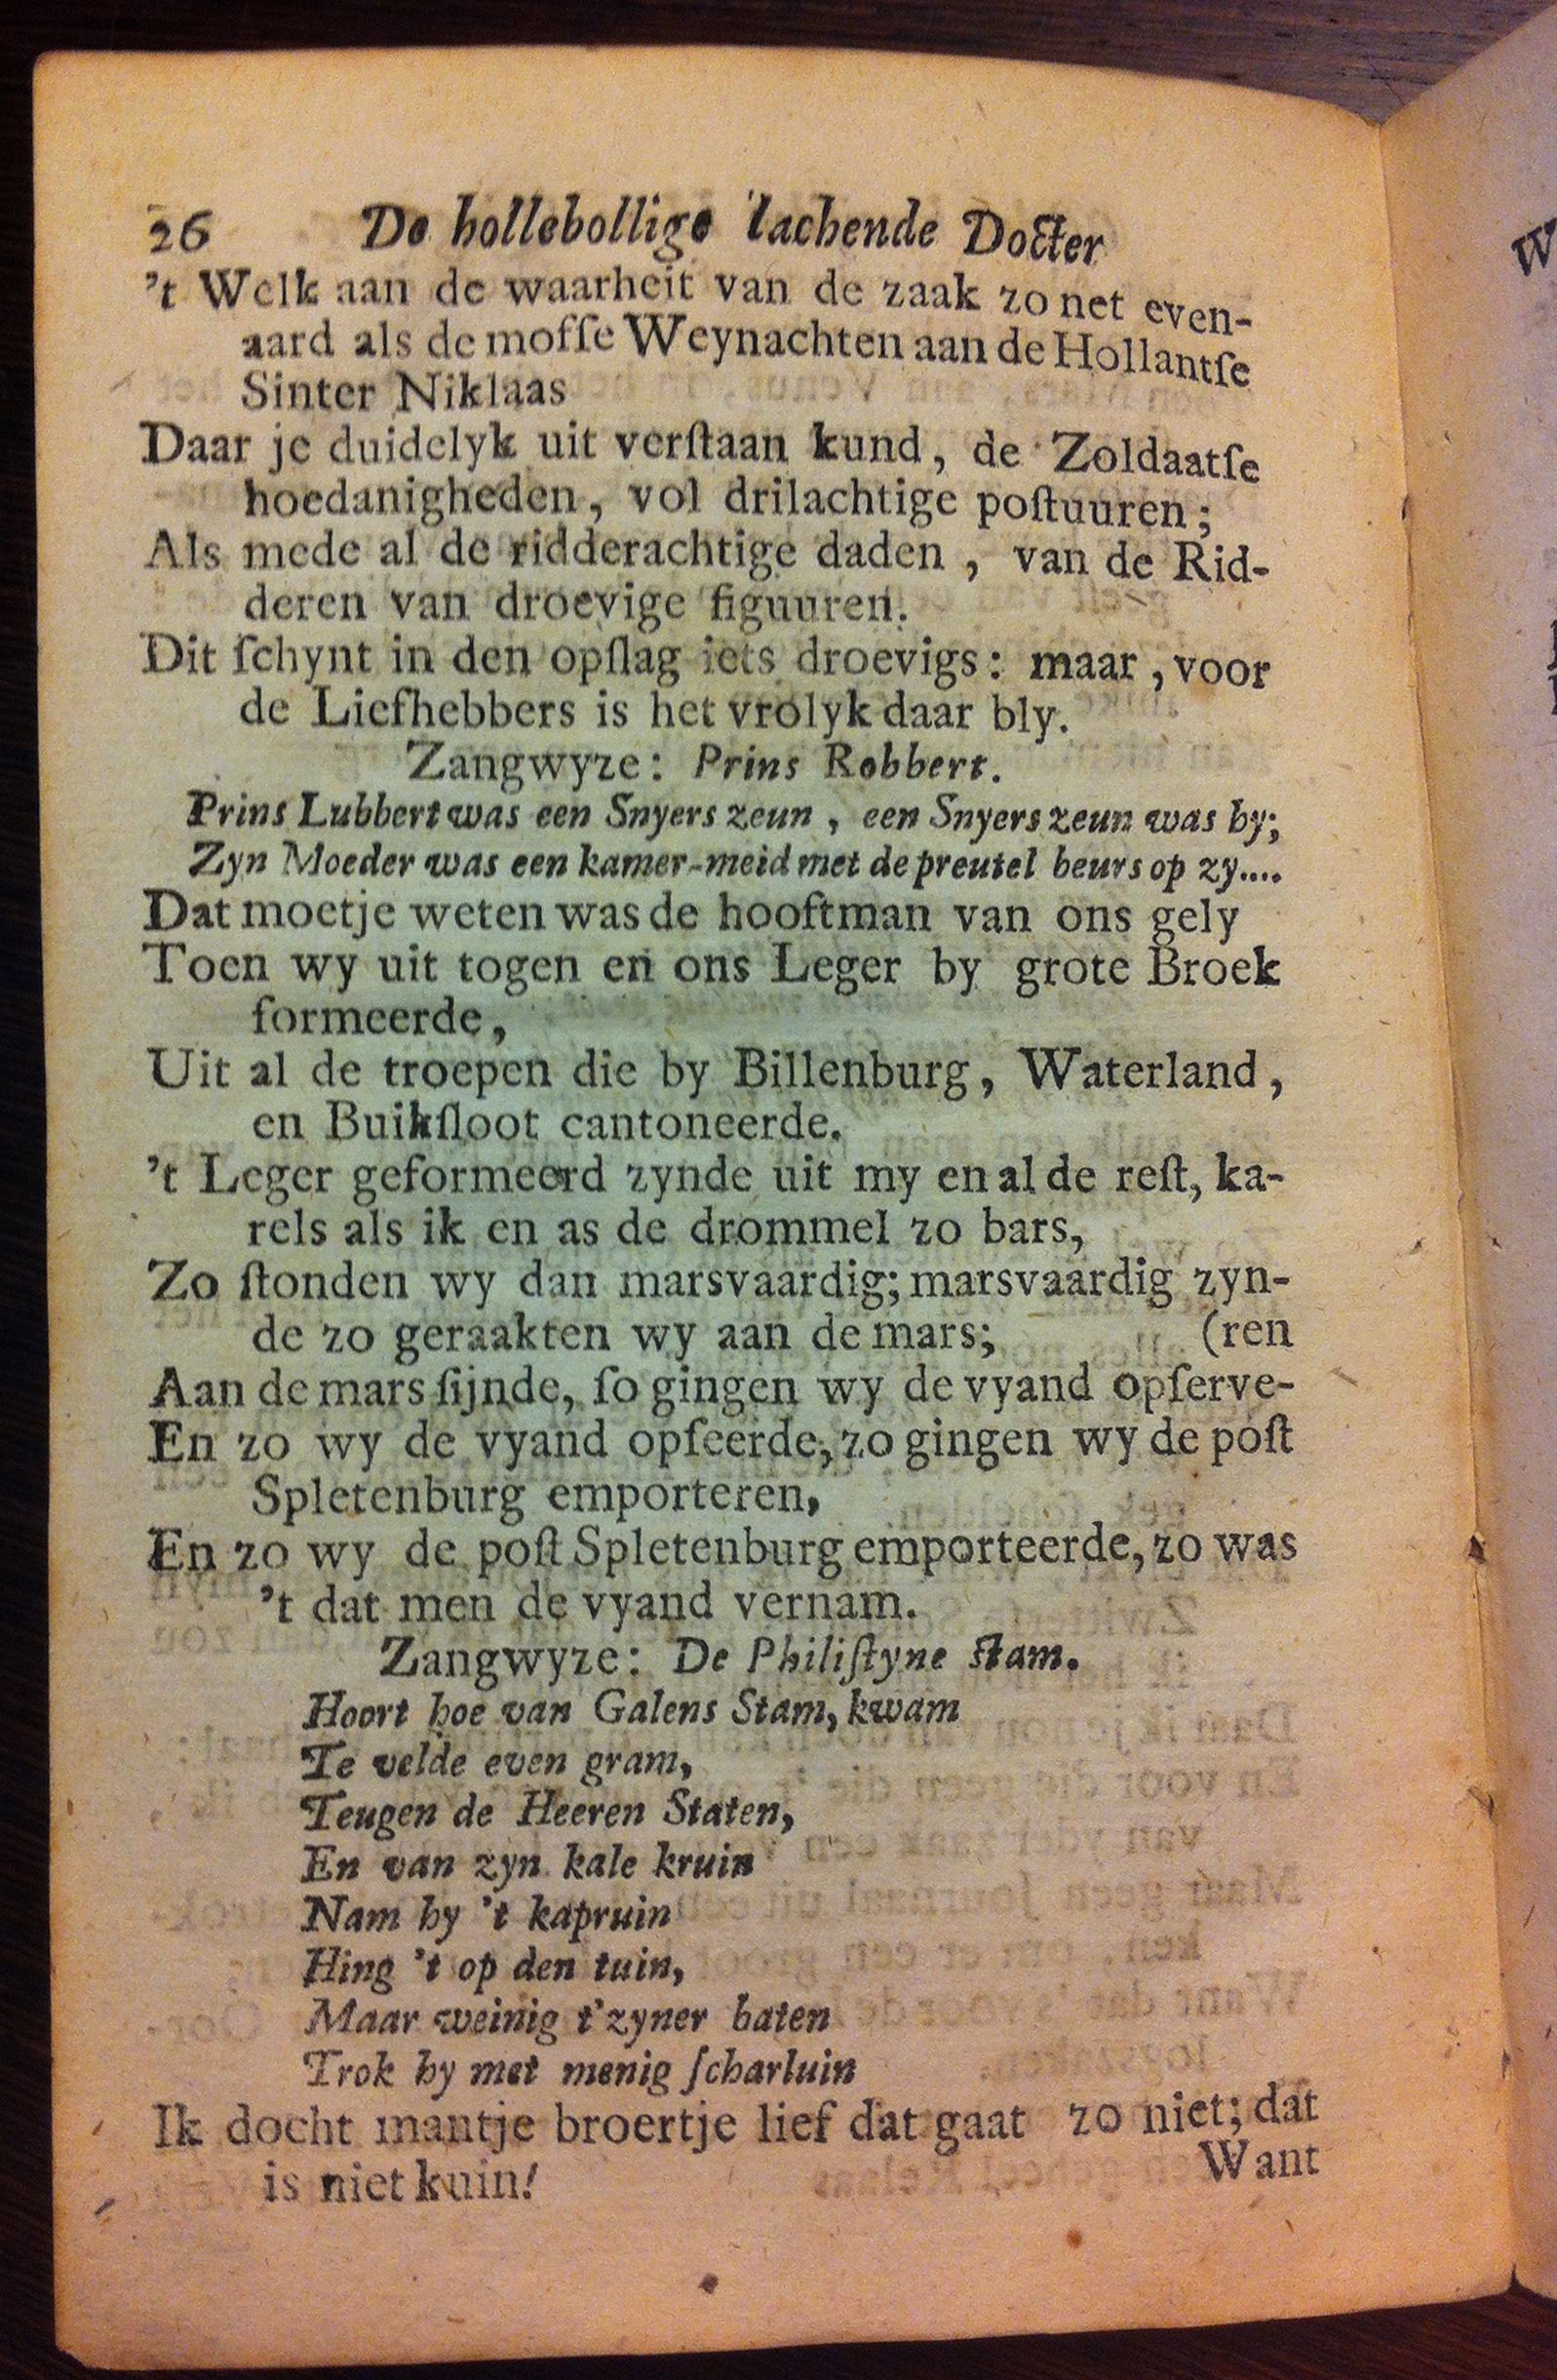 26 De hollebollige lachende Docter
’t Welk aan de waarheit van de zaak zo net even-
aard als de moſſe Weynachten aan de Hollantſe
Sinter Niklaas
Daar je duidelyk uit verſtaan kund, de Zoldaatſe
hoedanigheden, vol drilachtige poſtuuren;
Als mede al de ridderachtige daden, van de Rid-
deren van droevige figuuren.
Dit ſchynt in den opſlag iets droevigs: maar, voor
de Liefhebbers is het vrolyk daar bly.
Zangwyze: Prins Robbert.
Prins Lubbert was een Snyers zeun, een Snyers zeun was hy;
Zyn Moeder was een kamer-meid met de preutel beurs op zy....
Dat moetje weten was de hooftman van ons gely
Toen wy uit togen en ons Leger by grote Broek
formeerde,
Uit al de troepen die by Billenburg, Waterland,
en Buikſloot cantoneerde.
’t Leger geformeerd zynde uit my en al de reſt, ka-
rels als ik en as de drommel zo bars,
Zo ſtonden wy dan marsvaardig; marsvaardig zyn-
de zo geraakten wy aan de mars; (ren
Aan de mars ſijnde, ſo gingen wy de vyand opſerve-
En zo wy de vyand opſeerde, zo gingen wy de poſt
Spletenburg emporteren,
En zo wy de poſt Spletenburg emporteerde, zo was
’t dat men de vyand vernam.
Zangwyze: De Philiſtyne ſtam.
Hoort hoe van Galens Stam, kwam
Te velde even gram,
Teugen de Heeren Staten,
En van zyn kale kruin
Nam hy ’t kapruin
Hing ’t op den tuin,
Maar weinig t’zyner baten
Trok hy met menig ſcharluin
Ik docht mantje broertje lief dat gaat zo niet; dat
is niet kuin!
Want